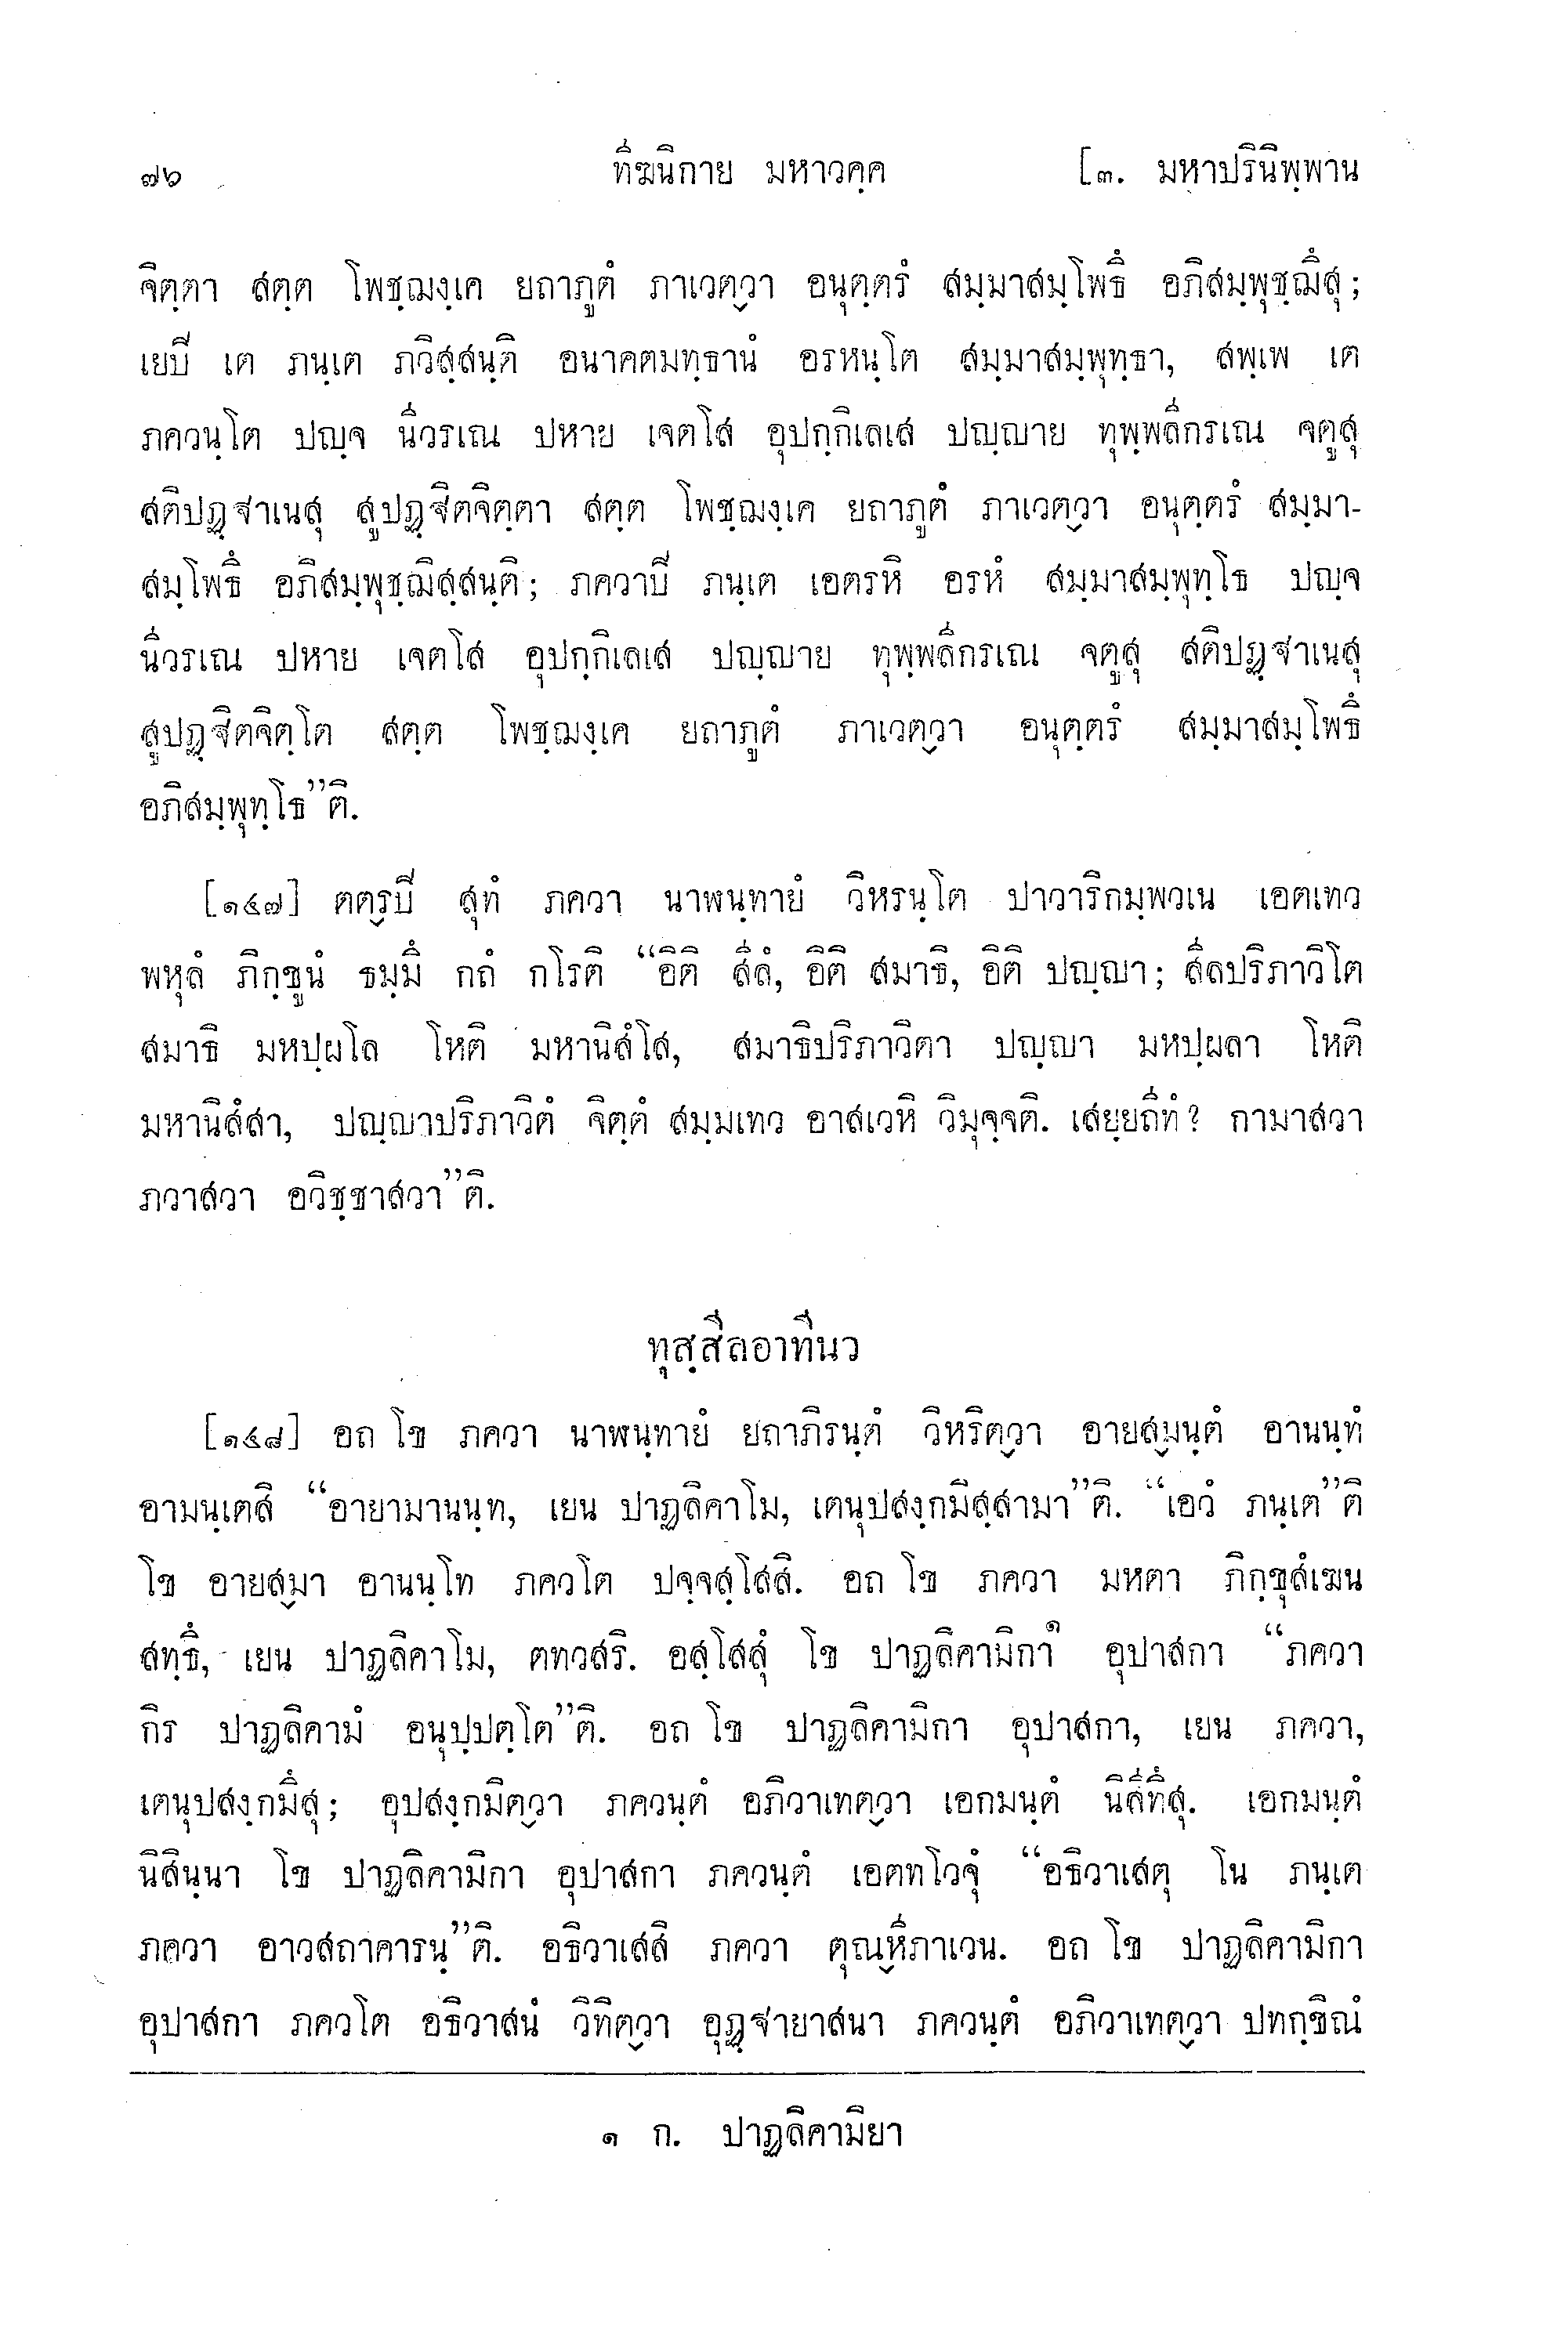 ๗๖ ทีฆนิกาย มหาวคฺค [๓. มหาปรินิพฺพาน
จิตฺตา สตฺต โพชฺฌงฺเค ยถาภูตํ ภาเวตฺวา อนุตฺตรํ สมฺมาสมฺโพธึ อภิสมฺพุชฺฌึสุ;
เยปิ เต ภนฺเต ภวิสฺสนฺติ อนาคตมทฺธานํ อรหนฺโต สมฺมาสมฺพุทฺธา, สพฺเพ เต
ภควนฺโต ปญฺจ นีวรเณ ปหาย เจตโส อุปกฺกิเลเส ปญฺญาย ทุพฺพลีกรเณ จตูสุ
สติปฏฺฐาเนสุ สูปฏฺฐิตจิตฺตา สตฺต โพชฺฌงฺเค ยถาภูตํ ภาเวตฺวา อนุตฺตรํ สมฺมา-
สมฺโพธึ อภิสมฺพุชฺฌิสฺสนฺติ; ภควาปิ ภนฺเต เอตรหิ อรหํ สมฺมาสมฺพุทฺโธ ปญฺจ
นีวรเณ ปหาย เจตโส อุปกฺกิเลเส ปญฺญาย ทุพฺพลีกรเณ จตูสุ สติปฏฺฐาเนสุ
สูปฏฺฐิตจิตฺโต สตฺต โพชฺฌงฺเค ยถาภูตํ ภาเวตฺวา อนุตฺตรํ สมฺมาสมฺโพธึ
อภิสมฺพุทฺโธ”ติ.
[๑๔๗] ตตฺรปิ สุทํ ภควา นาฬนฺทายํ วิหรนฺโต ปาวาริกมฺพวเน เอตเทว
พหุลํ ภิกฺขูนํ ธมฺมึ กถํ กโรติ “อิติ สีลํ, อิติ สมาธิ, อิติ ปญฺญา; สีลปริภาวิโต
สมาธิ มหปฺผโล โหติ มหานิสํโส, สมาธิปริภาวิตา ปญฺญา มหปฺผลา โหติ
มหานิสํสา, ปญฺญาปริภาวิตํ จิตฺตํ สมฺมเทว อาสเวหิ วิมุจฺจติ. เสยฺยถีทํ? กามาสวา
ภวาสวา อวิชฺชาสวา”ติ.
ทุสฺสีลอาทีนว
[๑๔๘] อถ โข ภควา นาฬนฺทายํ ยถาภิรนฺตํ วิหริตฺวา อายสฺมนฺตํ อานนฺทํ
อามนฺเตสิ “อายามานนฺท, เยน ปาฏลิคาโม, เตนุปสงฺกมิสฺสามา”ติ. “เอวํ ภนฺเต”ติ
โข อายสฺมา อานนฺโท ภควโต ปจฺจสฺโสสิ. อถ โข ภควา มหตา ภิกฺขุสํเฆน
สทฺธึ, เยน ปาฏลิคาโม, ตทวสริ. อสฺโสสุํ โข ปาฏลิคามิกา๑ อุปาสกา “ภควา
กิร ปาฏลิคามํ อนุปฺปตฺโต”ติ. อถ โข ปาฏลิคามิกา อุปาสกา, เยน ภควา,
เตนุปสงฺกมึสุ; อุปสงฺกมิตฺวา ภควนฺตํ อภิวาเทตฺวา เอกมนฺตํ นิสีทึสุ. เอกมนฺตํ
นิสินฺนา โข ปาฏลิคามิกา อุปาสกา ภควนฺตํ เอตทโวจุํ “อธิวาเสตุ โน ภนฺเต
ภควา อาวสถาคารนฺ”ติ. อธิวาเสสิ ภควา ตุณฺหีภาเวน. อถ โข ปาฏลิคามิกา
อุปาสกา ภควโต อธิวาสนํ วิทิตฺวา อุฏฺฐายาสนา ภควนฺตํ อภิวาเทตฺวา ปทกฺขิณํ
๑ ก. ปาฏลิคามิยา